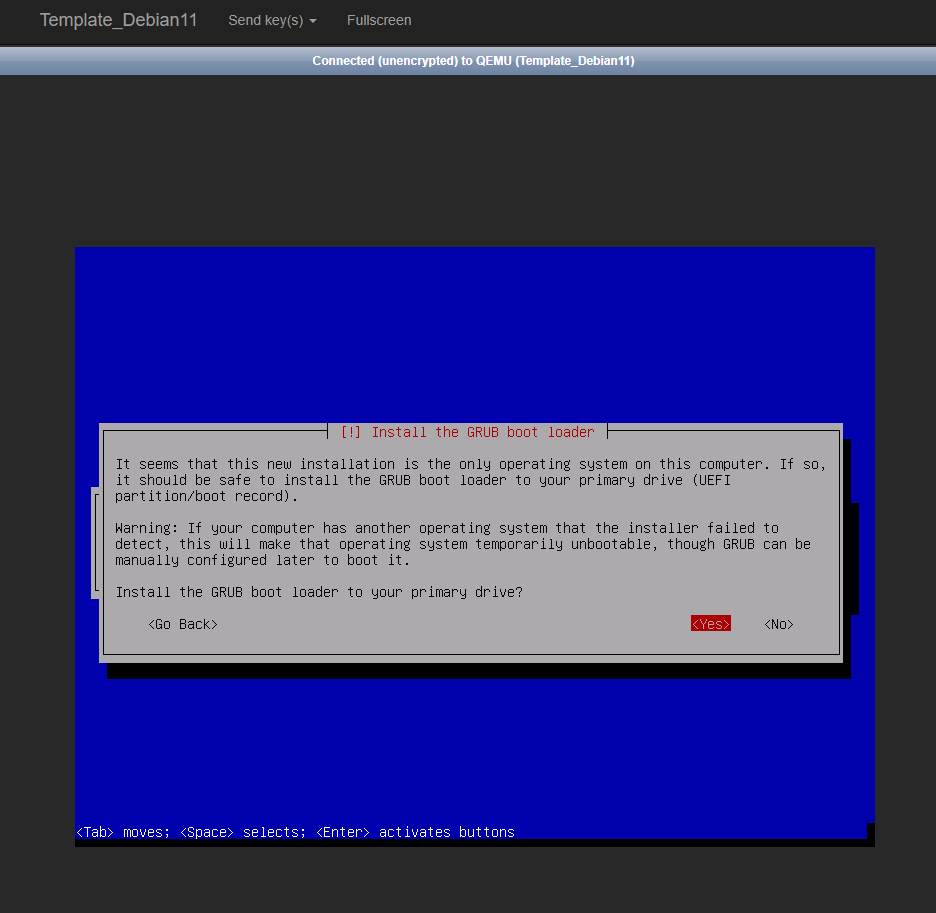 Template_Debian11 Send key(s) Fullscreen
Connected (unencrypted) to QEMU (Template_Debian11)
[!] Install the GRUB boot loader
It seems that this new installation is the only operating system on this computer. If so,
it should be safe to install the GRUB boot loader to your primary drive (UEFI
partition/boot record).
Warning: If your computer has another operating system that the installer failed to
detect, this will make that operating system temporarily unbootable, though GRUB can be
manually configured later to boot it.
Install the GRUB boot loader to your primary drive?
<Go Back> <Yes> <No>
<Tab> moves; <Space> selects; <Enter> activates buttons